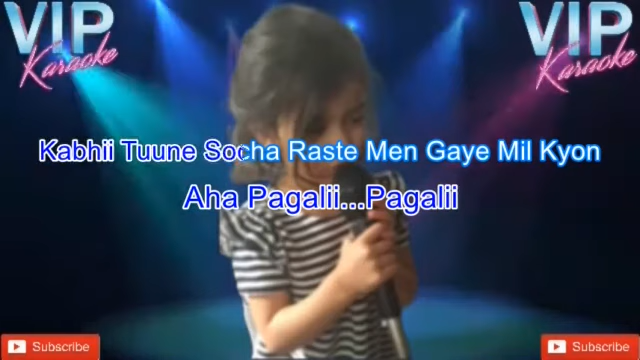 VIP
Karaoke
VIP
Karaoke
Kabhii Tuune Socha Raste Men Gaye Mil Kyon
Aha Pagalii...Pagalii
Subscribe
Subscribe